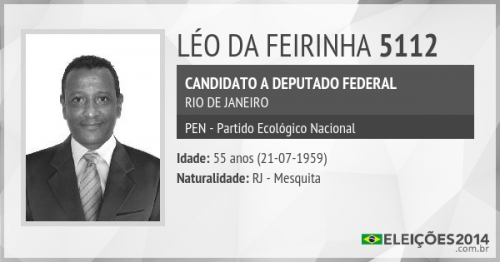 LÉO DA FEIRINHA 5112
CANDIDATO A DEPUTADO FEDERAL
RIO DE JANEIRO
PEN - Partido Ecológico Nacional
Idade: 55 anos (21-07-1959)
Naturalidade: RJ - Mesquita
ELEIÇÕES2014
.com.br